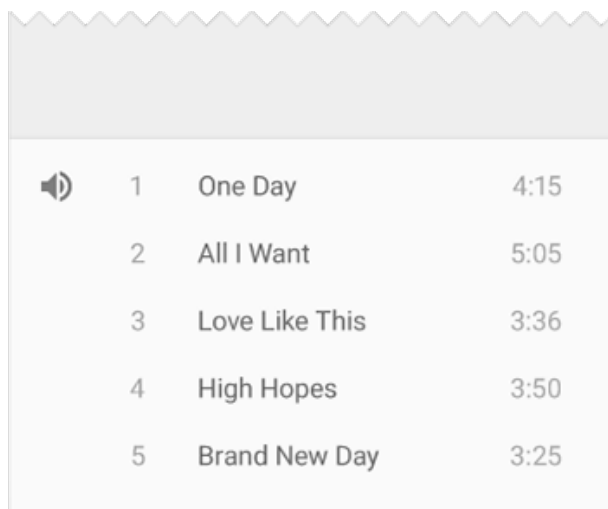 1 One Day 4:15
2 All I Want 5:05
3 Love Like This 3:36
4 High Hopes 3:50
5 Brand New Day 3:25